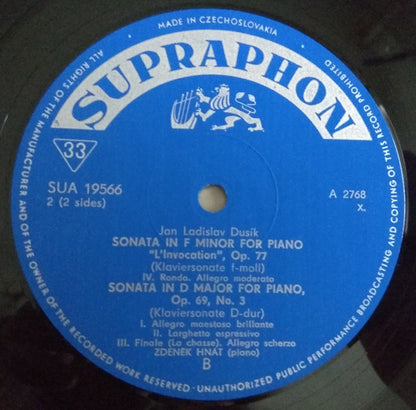 MADE IN CZECHOSLOVAKIA
ALL RIGHTS OF THE MANUFACTURER AND OF THE OWNER OF THE RECORDED WORK RESERVED · UNAUTHORIZED PUBLIC PERFORMANCE BROADCASTING AND COPYING OF THIS RECORD PROHIBITED
SUPRAPHON
33
SUA 19566
2 (2 sides)
A 2768
x.
Jan Ladislav Dusík
SONATA IN F MINOR FOR PIANO
"L'Invocation", Op. 77
(Klaviersonate f-moll)
IV. Rondo. Allegro moderato
SONATA IN D MAJOR FOR PIANO,
Op. 69, No. 3
(Klaviersonate D-dur)
I. Allegro maestoso brillante
II. Larghetto espressivo
III. Finale (La chasse). Allegro scherzo
ZDENĚK HNÁT (piano)
B